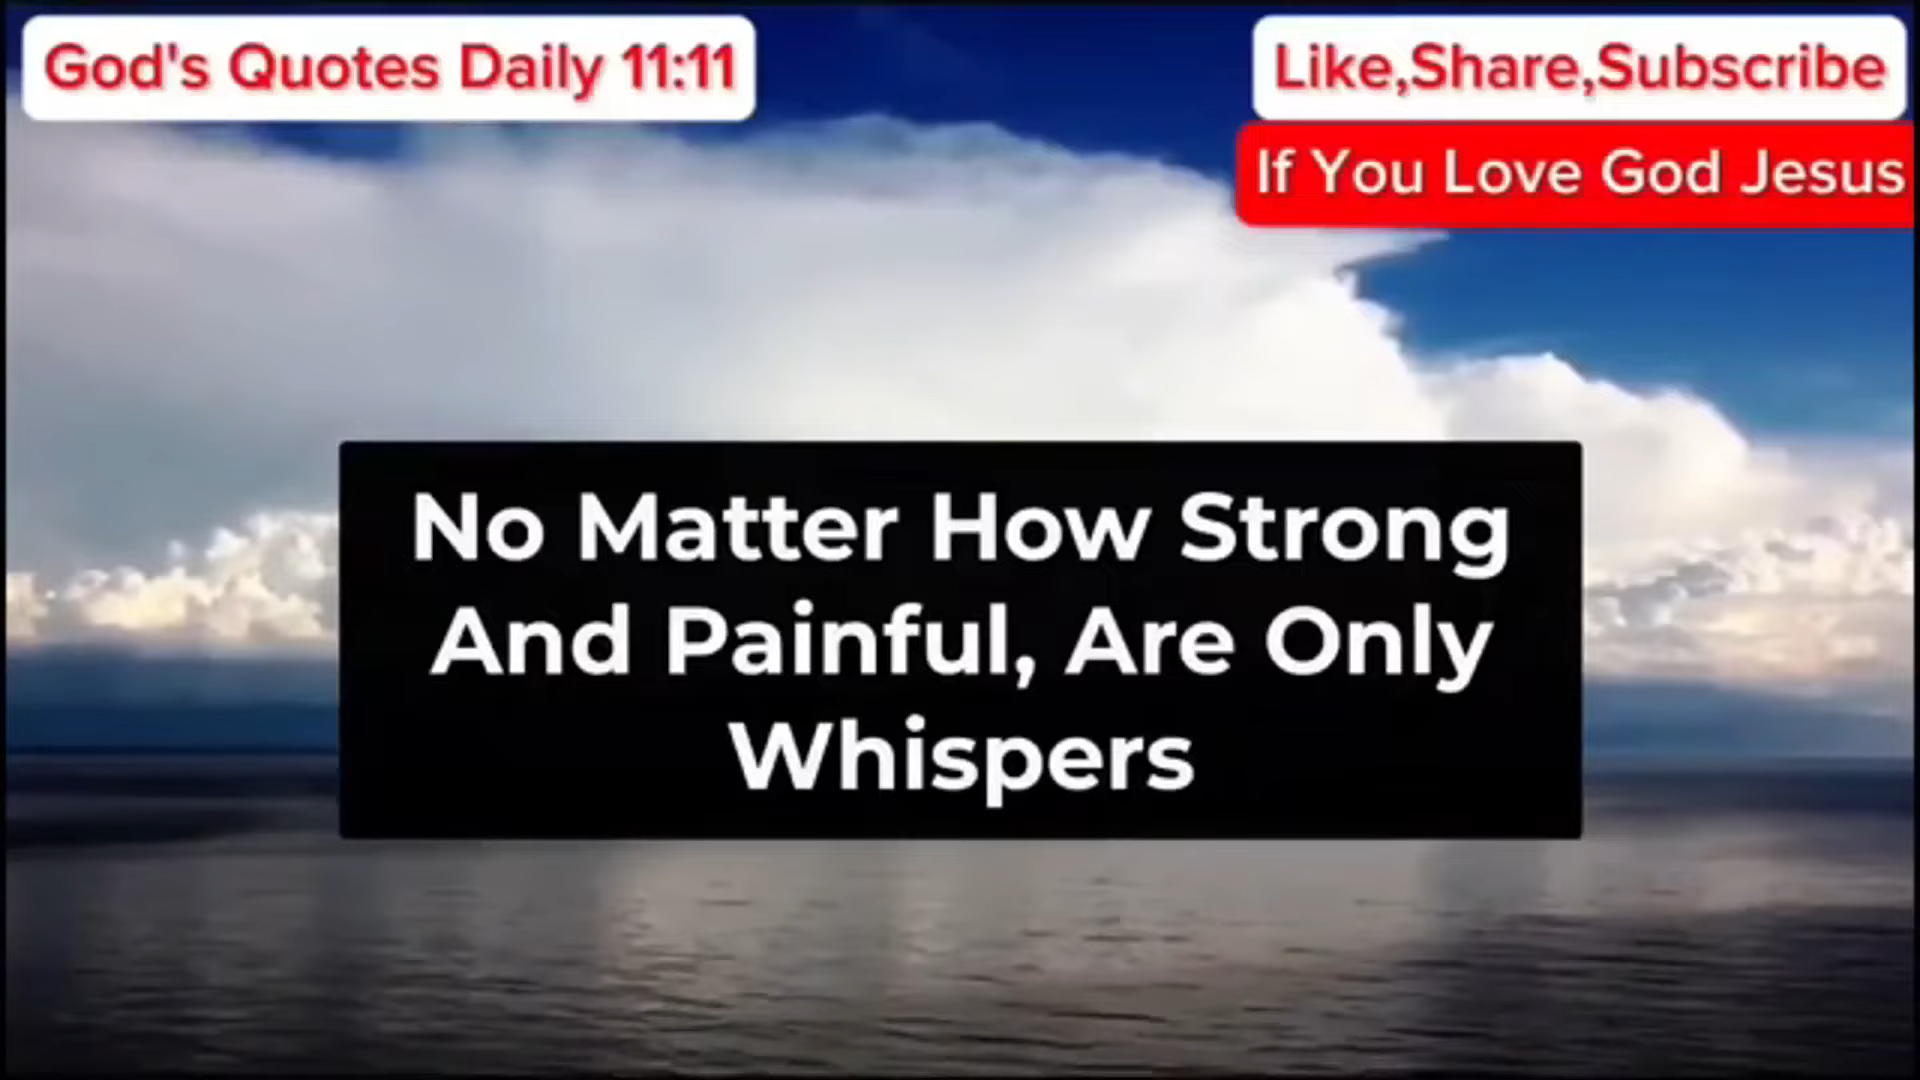 God's Quotes Daily 11:11
Like,Share,Subscribe
If You Love God Jesus
No Matter How Strong
And Painful, Are Only
Whispers